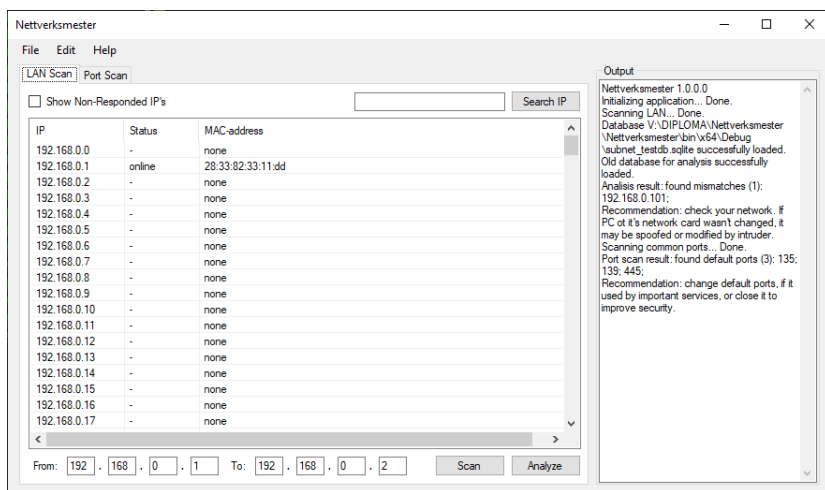 Nettverksmester
File Edit Help
LAN Scan Port Scan
Show Non-Responded IP's Search IP
IP Status MAC-address
192.168.0.0 - none
192.168.0.1 online 28:33:82:33:11:dd
192.168.0.2 - none
192.168.0.3 - none
192.168.0.4 - none
192.168.0.5 - none
192.168.0.6 - none
192.168.0.7 - none
192.168.0.8 - none
192.168.0.9 - none
192.168.0.10 - none
192.168.0.11 - none
192.168.0.12 - none
192.168.0.13 - none
192.168.0.14 - none
192.168.0.15 - none
192.168.0.16 - none
192.168.0.17 - none
From: 192 . 168 . 0 . 1 To: 192 . 168 . 0 . 2 Scan Analyze
Output
Nettverksmester 1.0.0.0
Initializing application... Done.
Scanning LAN... Done.
Database V:\DIPLOMA\Nettverksmester
\Nettverksmester\bin\x64\Debug
\subnet_testdb.sqlite successfully loaded.
Old database for analysis successfully
loaded.
Analisis result: found mismatches (1):
192.168.0.101;
Recommendation: check your network. If
PC ot it's network card wasn't changed, it
may be spoofed or modified by intruder.
Scanning common ports... Done.
Port scan result: found default ports (3): 135;
139; 445;
Recommendation: change default ports, if it
used by important services, or close it to
improve security.